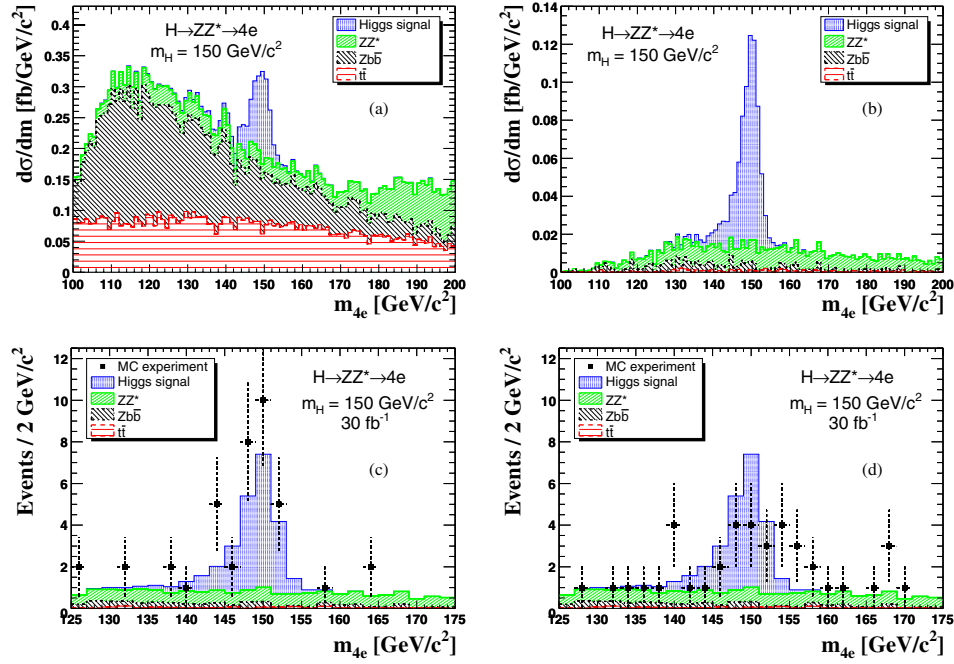 H→ZZ*→4e
m_H = 150 GeV/c²
Higgs signal
ZZ*
Zbb̄
tt̄
(a)
dσ/dm [fb/GeV/c²]
0.4
0.35
0.3
0.25
0.2
0.15
0.1
0.05
0
100 110 120 130 140 150 160 170 180 190 200
m_4e [GeV/c²]
H→ZZ*→4e
m_H = 150 GeV/c²
Higgs signal
ZZ*
Zbb̄
tt̄
(b)
dσ/dm [fb/GeV/c²]
0.14
0.12
0.1
0.08
0.06
0.04
0.02
0
100 110 120 130 140 150 160 170 180 190 200
m_4e [GeV/c²]
MC experiment
Higgs signal
ZZ*
Zbb̄
tt̄
H→ZZ*→4e
m_H = 150 GeV/c²
30 fb⁻¹
(c)
Events / 2 GeV/c²
12
10
8
6
4
2
0
125 130 135 140 145 150 155 160 165 170 175
m_4e [GeV/c²]
MC experiment
Higgs signal
ZZ*
Zbb̄
tt̄
H→ZZ*→4e
m_H = 150 GeV/c²
30 fb⁻¹
(d)
Events / 2 GeV/c²
12
10
8
6
4
2
0
125 130 135 140 145 150 155 160 165 170 175
m_4e [GeV/c²]